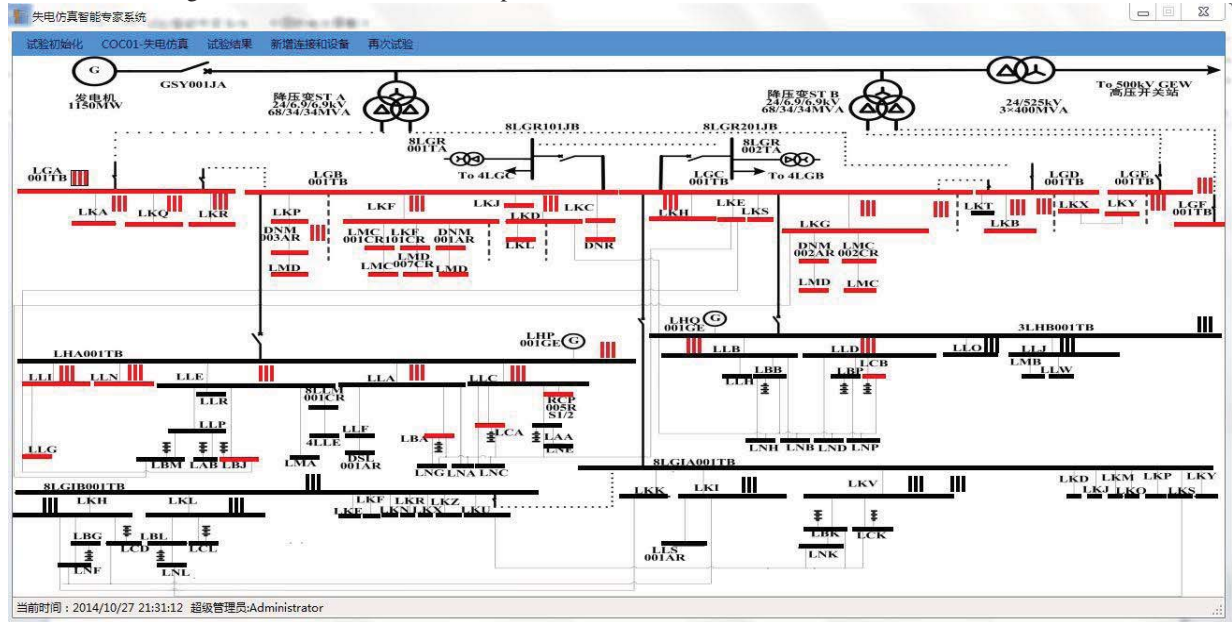 失电仿真智能专家系统
试验初始化 COC01-失电仿真 试验结果 新增连接和设备 再次试验
G
发电机
1150MW
GSY001JA
降压变ST A
24/6.9/6.9kV
68/34/34MVA
降压变ST B
24/6.9/6.9kV
68/34/34MVA
24/525kV
3×400MVA
To 500kV GEW
高压开关站
8LGR101JB
8LGR201JB
8LGR
001TA
To 4LGC
8LGR
002TA
To 4LGB
LGA
001TB
LGB
001TB
LGC
001TB
LGD
001TB
LGE
001TB
LGF
001TB
LKA LKQ LKR
LKP
LKF
LKJ
LKD
LKC
LKH
LKE
LKS
LKG
LKT
LKB
LKX
LKY
DNM
003AR
LMD
LMC
001CR
LKF
101CR
DNM
001AR
LMC
LMD
007CR
LMD
LKL
DNR
DNM
002AR
LMC
002CR
LMD
LMC
LHA001TB
LHP
001GE
G
LHQ
001GE
G
3LHB001TB
LLI LLN LLE LLA LLC
LLR
8LLM
001CR
RCP
005R
S1/2
LLP
4LLE
LLF
LBA
LCA
LAA
LNE
LLG
LBM LAB LBJ
LMA
DSL
001AR
LNG LNA LNC
LLB
LLD
LLO
LLJ
LLH
LBB
LBP
LCB
LMB
LLW
LNH LNB LND LNP
8LGIB001TB
8LGIA001TB
LKH
LKL
LKF LKR LKZ
LKE
LKN
LKX
LKU
LBG
LCD
LBL
LCL
LNF
LNL
LKK
LKI
LKV
LLS
001AR
LBK
LCK
LNK
LKD LKM LKP LKY
LKJ LKO LKS
当前时间：2014/10/27 21:31:12 超级管理员:Administrator